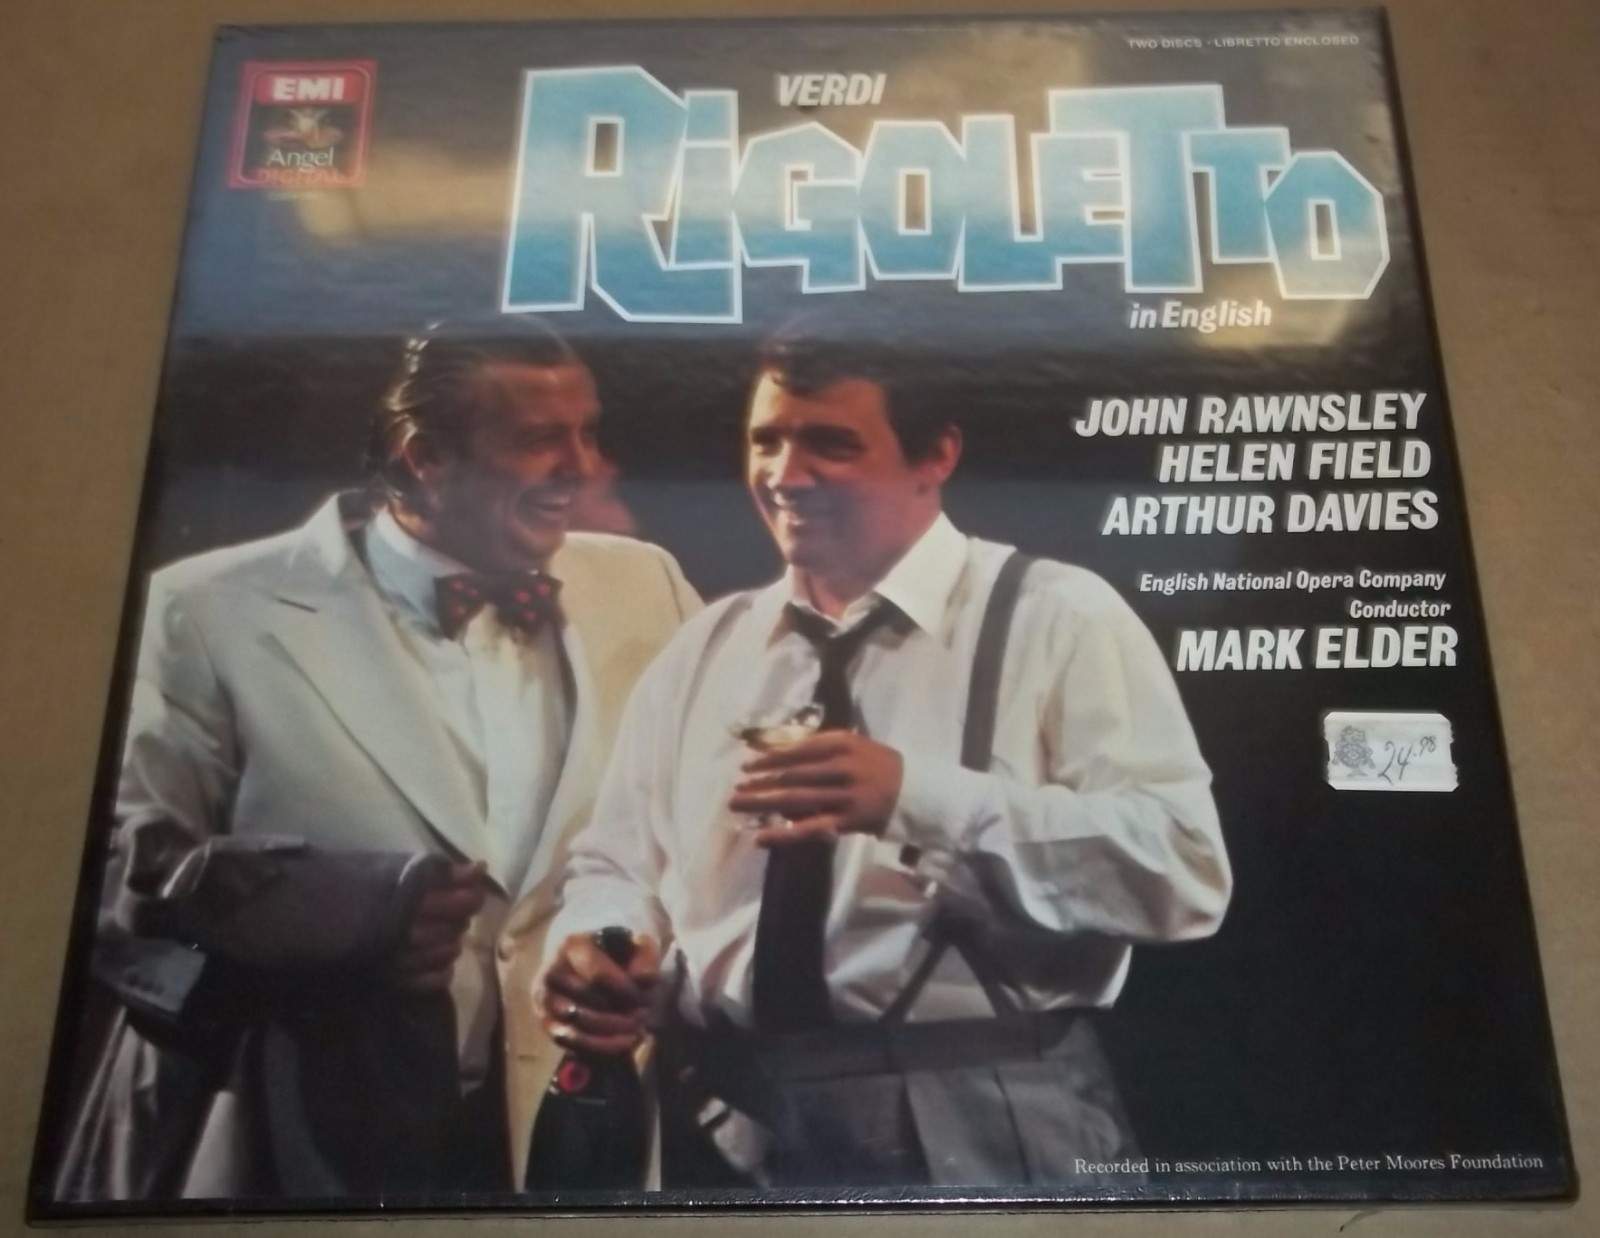 TWO DISCS · LIBRETTO ENCLOSED
EMI
Angel
DIGITAL
VERDI
RIGOLETTO
in English
JOHN RAWNSLEY
HELEN FIELD
ARTHUR DAVIES
English National Opera Company
Conductor
MARK ELDER
24.98
Recorded in association with the Peter Moores Foundation